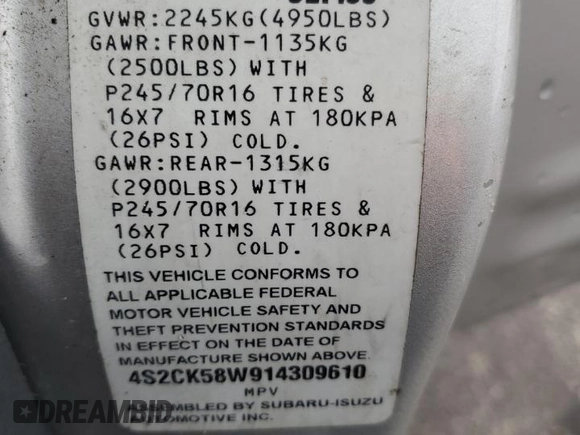 GVWR:2245KG(4950LBS)
GAWR:FRONT-1135KG
(2500LBS) WITH
P245/70R16 TIRES &
16X7 RIMS AT 180KPA
(26PSI) COLD.
GAWR:REAR-1315KG
(2900LBS) WITH
P245/70R16 TIRES &
16X7 RIMS AT 180KPA
(26PSI) COLD.
THIS VEHICLE CONFORMS TO
ALL APPLICABLE FEDERAL
MOTOR VEHICLE SAFETY AND
THEFT PREVENTION STANDARDS
IN EFFECT ON THE DATE OF
MANUFACTURE SHOWN ABOVE.
4S2CK58W914309610
MPV
ASSEMBLED BY SUBARU-ISUZU
AUTOMOTIVE INC.
DREAMBID